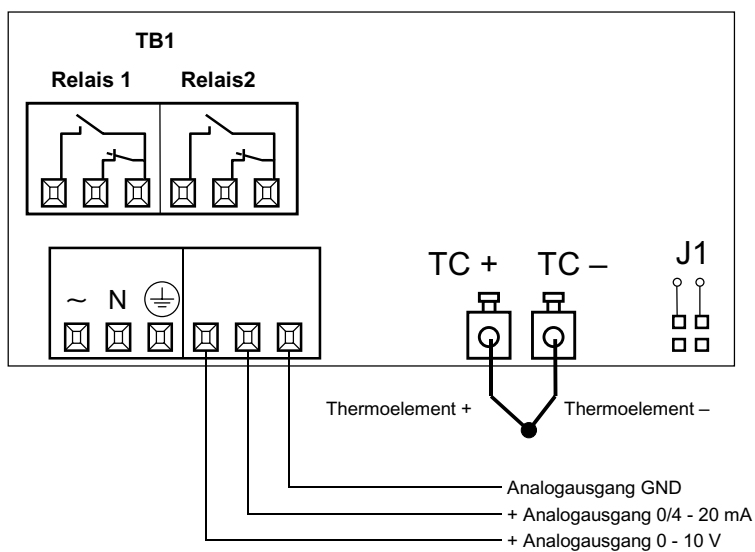 TB1
Relais 1 Relais2
TC + TC – J1
~ N
Thermoelement + Thermoelement –
Analogausgang GND
+ Analogausgang 0/4 - 20 mA
+ Analogausgang 0 - 10 V